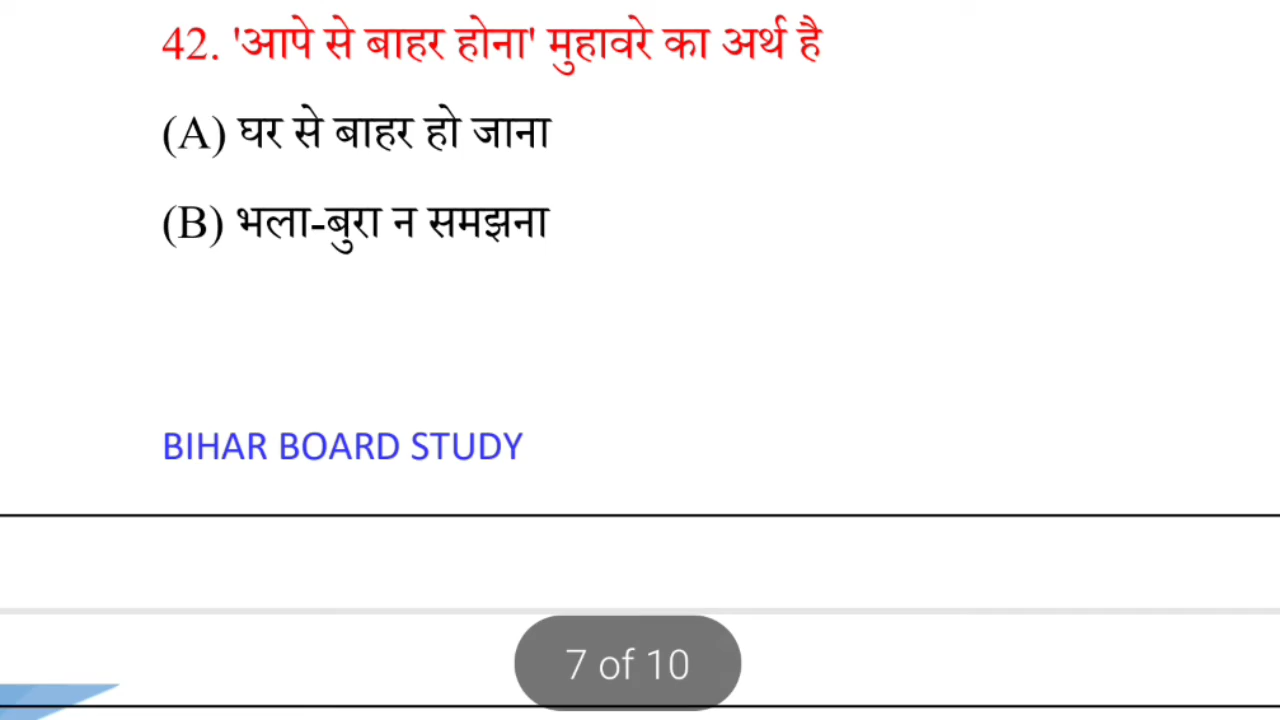 42. 'आपे से बाहर होना' मुहावरे का अर्थ है
(A) घर से बाहर हो जाना
(B) भला-बुरा न समझना
BIHAR BOARD STUDY
7 of 10